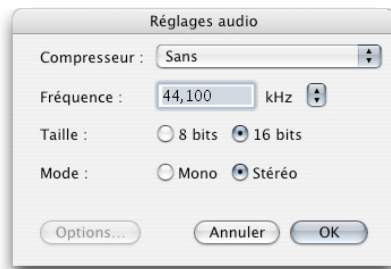 Réglages audio
Compresseur : Sans
Fréquence : 44,100 kHz
Taille : 8 bits 16 bits
Mode : Mono Stéréo
Options... Annuler OK